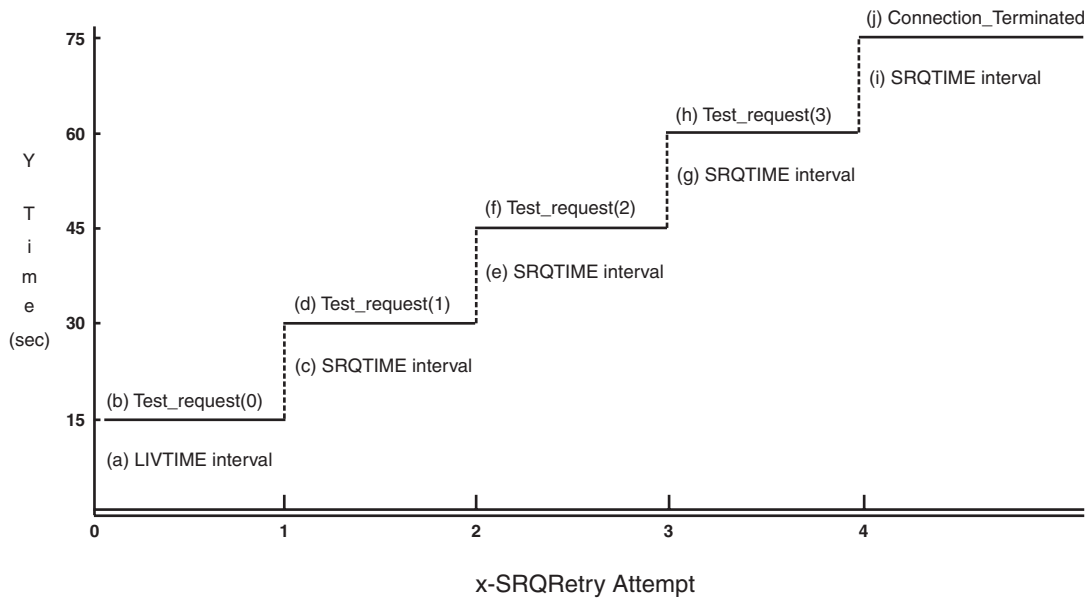 (j) Connection_Terminated
75
(i) SRQTIME interval
(h) Test_request(3)
60
Y
(g) SRQTIME interval
T
i
m
e
(sec)
(f) Test_request(2)
45
(e) SRQTIME interval
(d) Test_request(1)
30
(c) SRQTIME interval
(b) Test_request(0)
15
(a) LIVTIME interval
0 1 2 3 4
x-SRQRetry Attempt